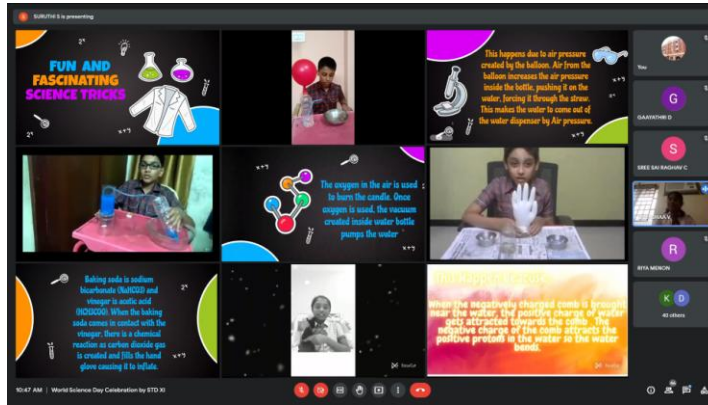 SURUTHI S is presenting
FUN AND
FASCINATING
SCIENCE TRICKS
This happens due to air pressure
created by the balloon. Air from the
balloon increases the air pressure
inside the bottle, pushing it on the
water, forcing it through the straw.
This makes the water to come out of
the water dispenser by Air pressure.
The oxygen in the air is used
to burn the candle. Once
oxygen is used, the vacuum
created inside water bottle
pumps the water
Baking soda is sodium
bicarbonate (NaHCO3) and
vinegar is acetic acid
(HCH3COO). When the baking
soda comes in contact with the
vinegar, there is a chemical
reaction as carbon dioxide gas
is created and fills the hand
glove causing it to inflate.
When the negatively charged comb is brought
near the water, the positive charge of water
gets attracted towards the comb. The
negative charge of the comb attracts the
positive protons in the water so the water
bends.
You
G
GAAYATHRI D
S
SREE SAI RAGHAV C
R
RIYA MENON
K D
40 others
10:47 AM | World Science Day Celebration by STD XI